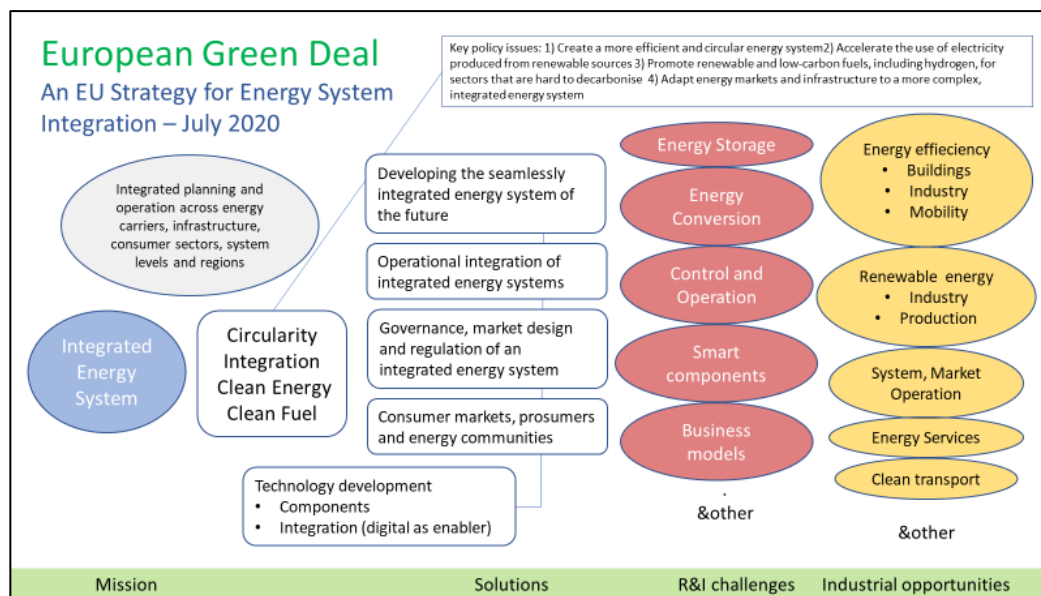 European Green Deal
An EU Strategy for Energy System
Integration – July 2020
Key policy issues: 1) Create a more efficient and circular energy system2) Accelerate the use of electricity
produced from renewable sources 3) Promote renewable and low-carbon fuels, including hydrogen, for
sectors that are hard to decarbonise 4) Adapt energy markets and infrastructure to a more complex,
integrated energy system
Integrated planning and
operation across energy
carriers, infrastructure,
consumer sectors, system
levels and regions
Integrated
Energy
System
Circularity
Integration
Clean Energy
Clean Fuel
Developing the seamlessly
integrated energy system of
the future
Operational integration of
integrated energy systems
Governance, market design
and regulation of an
integrated energy system
Consumer markets, prosumers
and energy communities
Technology development
• Components
• Integration (digital as enabler)
Energy Storage
Energy
Conversion
Control and
Operation
Smart
components
Business
models
.
&other
Energy effieciency
• Buildings
• Industry
• Mobility
Renewable energy
• Industry
• Production
System, Market
Operation
Energy Services
Clean transport
&other
Mission
Solutions
R&I challenges
Industrial opportunities